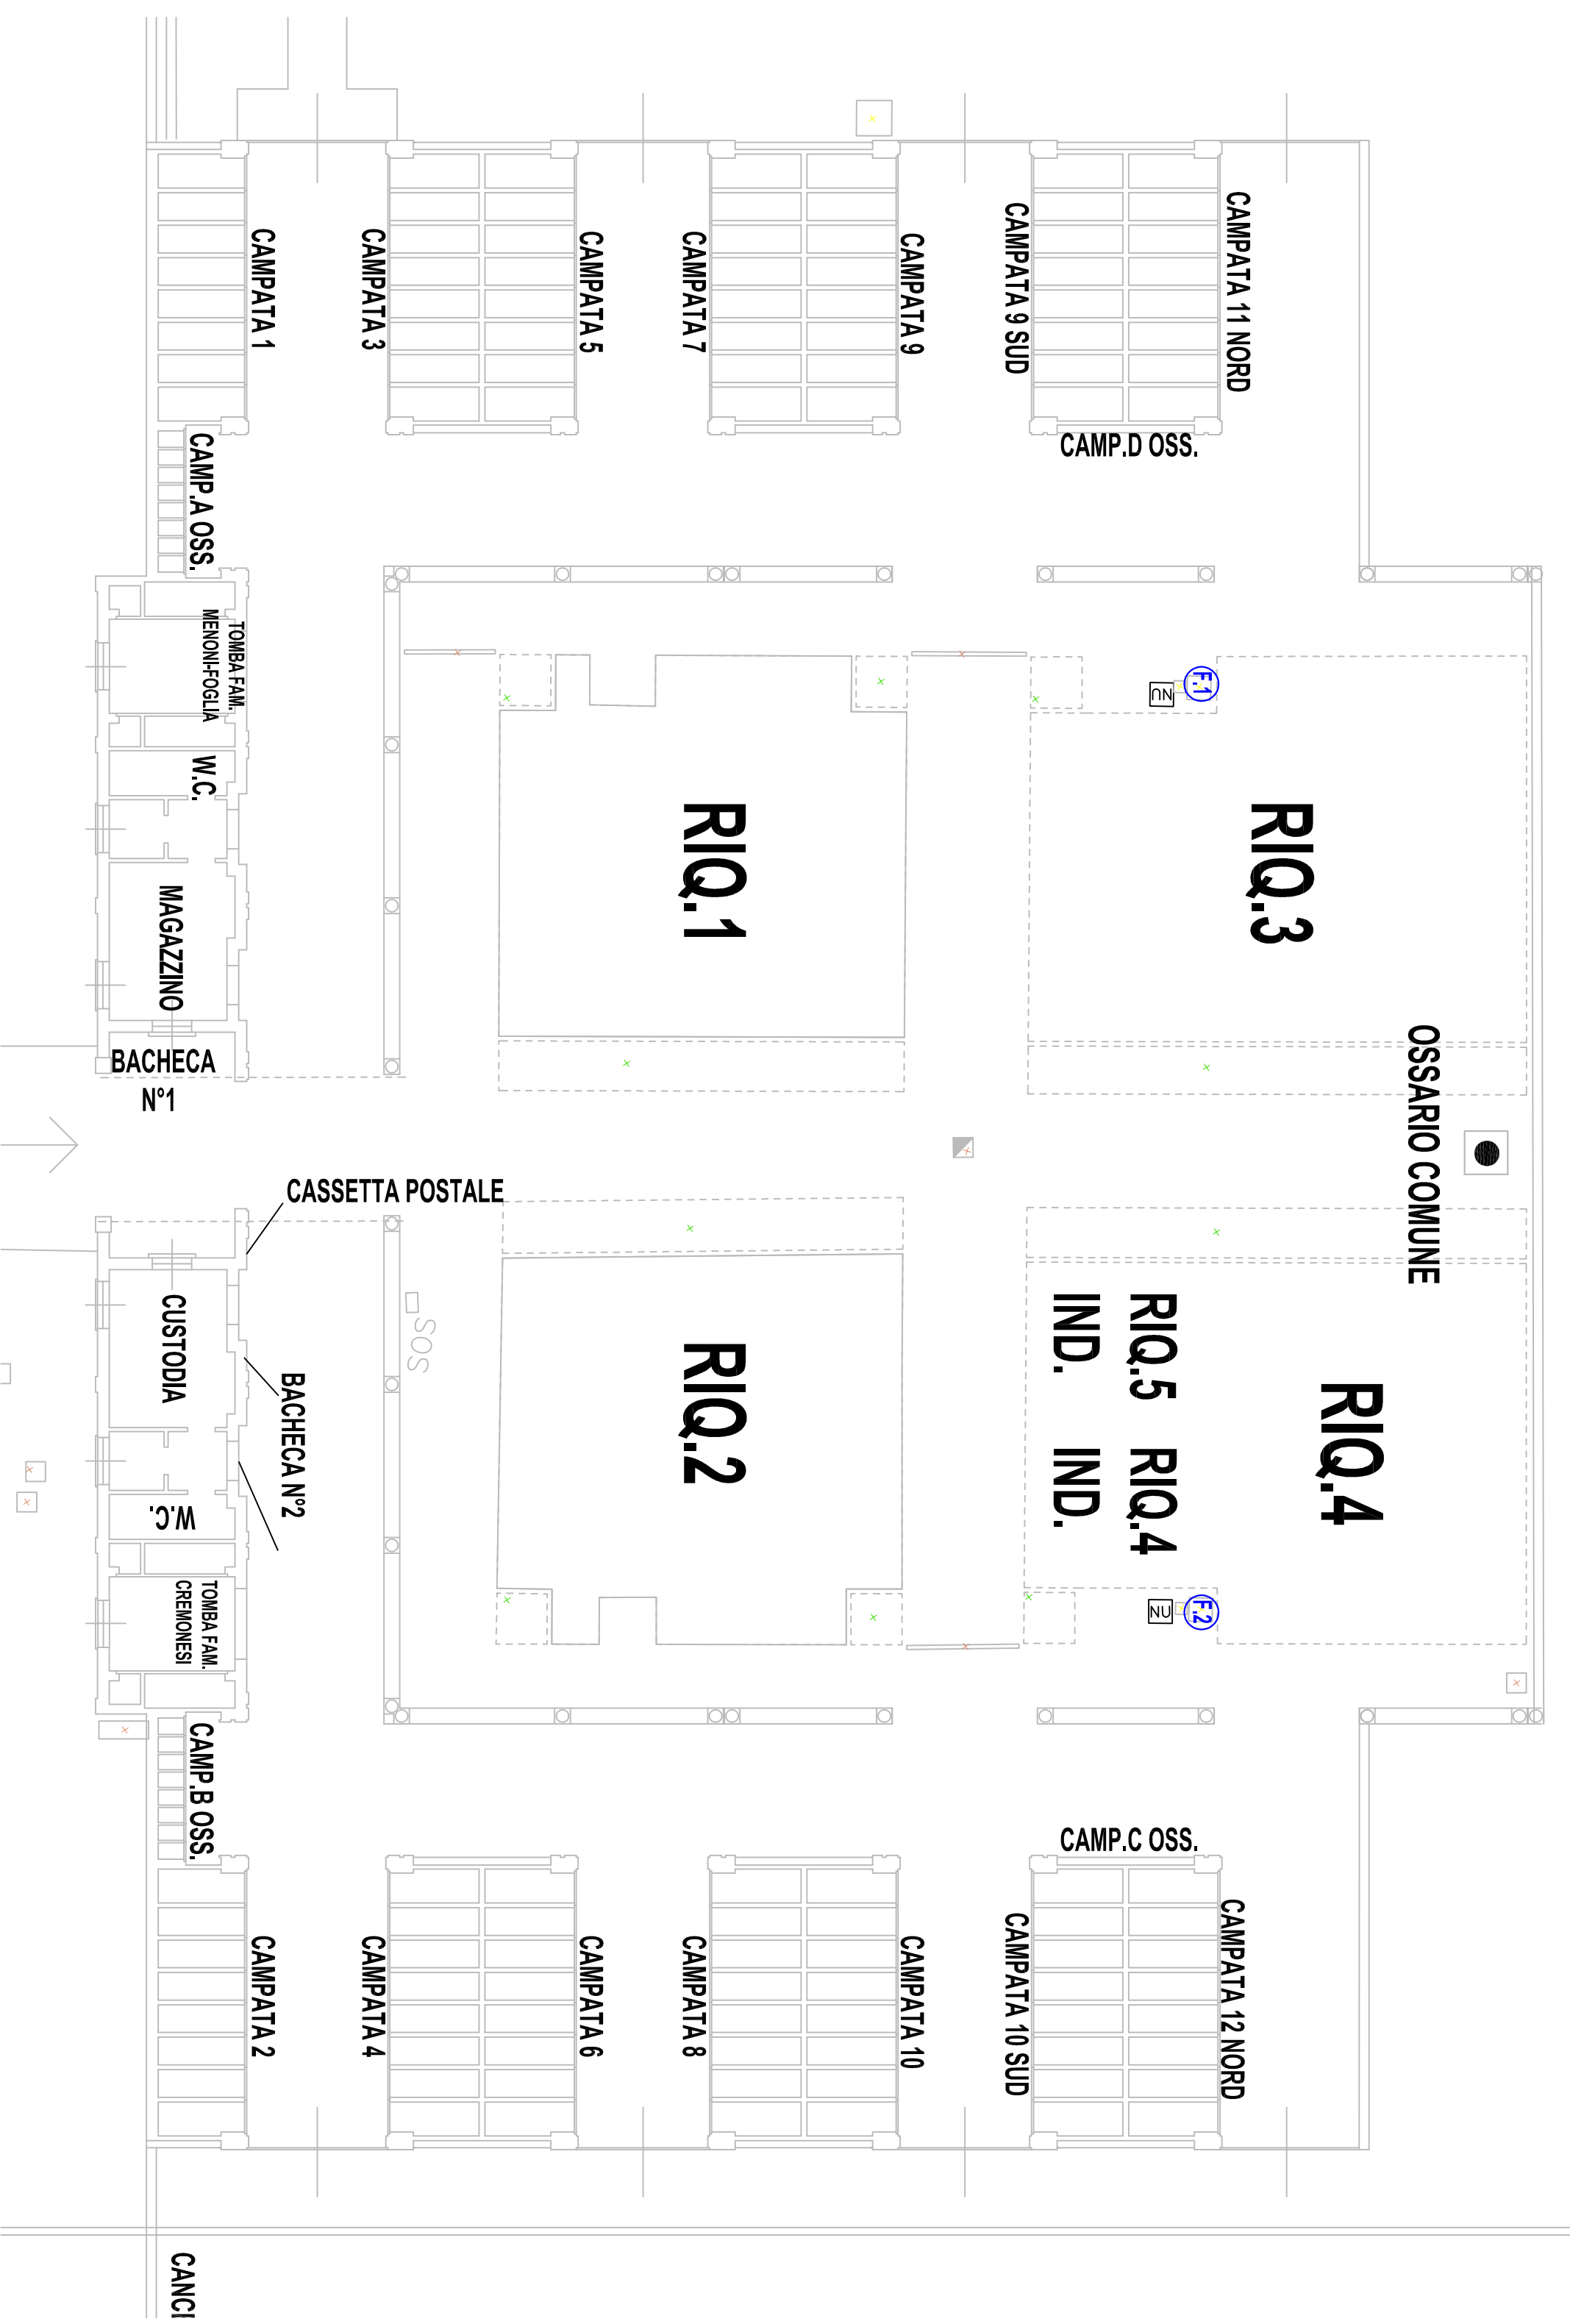 CAMPATA 1
CAMPATA 3
CAMPATA 5
CAMPATA 7
CAMPATA 9
CAMPATA 9 SUD
CAMPATA 11 NORD
CAMP.D OSS.
CAMP.A OSS.
TOMBA FAM.
MENONI-FOGLIA
W.C.
MAGAZZINO
BACHECA
N°1
RIQ.1
RIQ.3
F.1
NU
OSSARIO COMUNE
CASSETTA POSTALE
CUSTODIA
BACHECA N°2
SOS
W.C.
TOMBA FAM.
CREMONESI
RIQ.2
RIQ.5
IND.
RIQ.4
IND.
RIQ.4
F.2
NU
CAMP.B OSS.
CAMP.C OSS.
CAMPATA 2
CAMPATA 4
CAMPATA 6
CAMPATA 8
CAMPATA 10
CAMPATA 10 SUD
CAMPATA 12 NORD